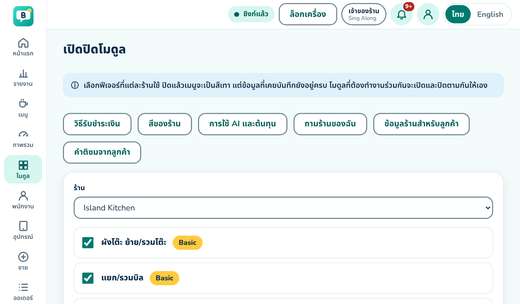 ซิงก์แล้ว
ล็อกเครื่อง
เจ้าของร้าน
Sing Along
9+
ไทย
English
หน้าแรก
รายงาน
เมนู
ภาพรวม
โมดูล
พนักงาน
อุปกรณ์
ขาย
ออเดอร์
เปิดปิดโมดูล
เลือกฟีเจอร์ที่แต่ละร้านใช้ ปิดแล้วเมนูจะเป็นสีเทา แต่ข้อมูลที่เคยบันทึกยังอยู่ครบ โมดูลที่ต้องทำงานร่วมกันจะเปิดและปิดตามกันให้เอง
วิธีรับชำระเงิน
สีของร้าน
การใช้ AI และต้นทุน
ถามร้านของฉัน
ข้อมูลร้านสำหรับลูกค้า
คำติชมจากลูกค้า
ร้าน
Island Kitchen
ผังโต๊ะ ย้าย/รวมโต๊ะ
Basic
แยก/รวมบิล
Basic